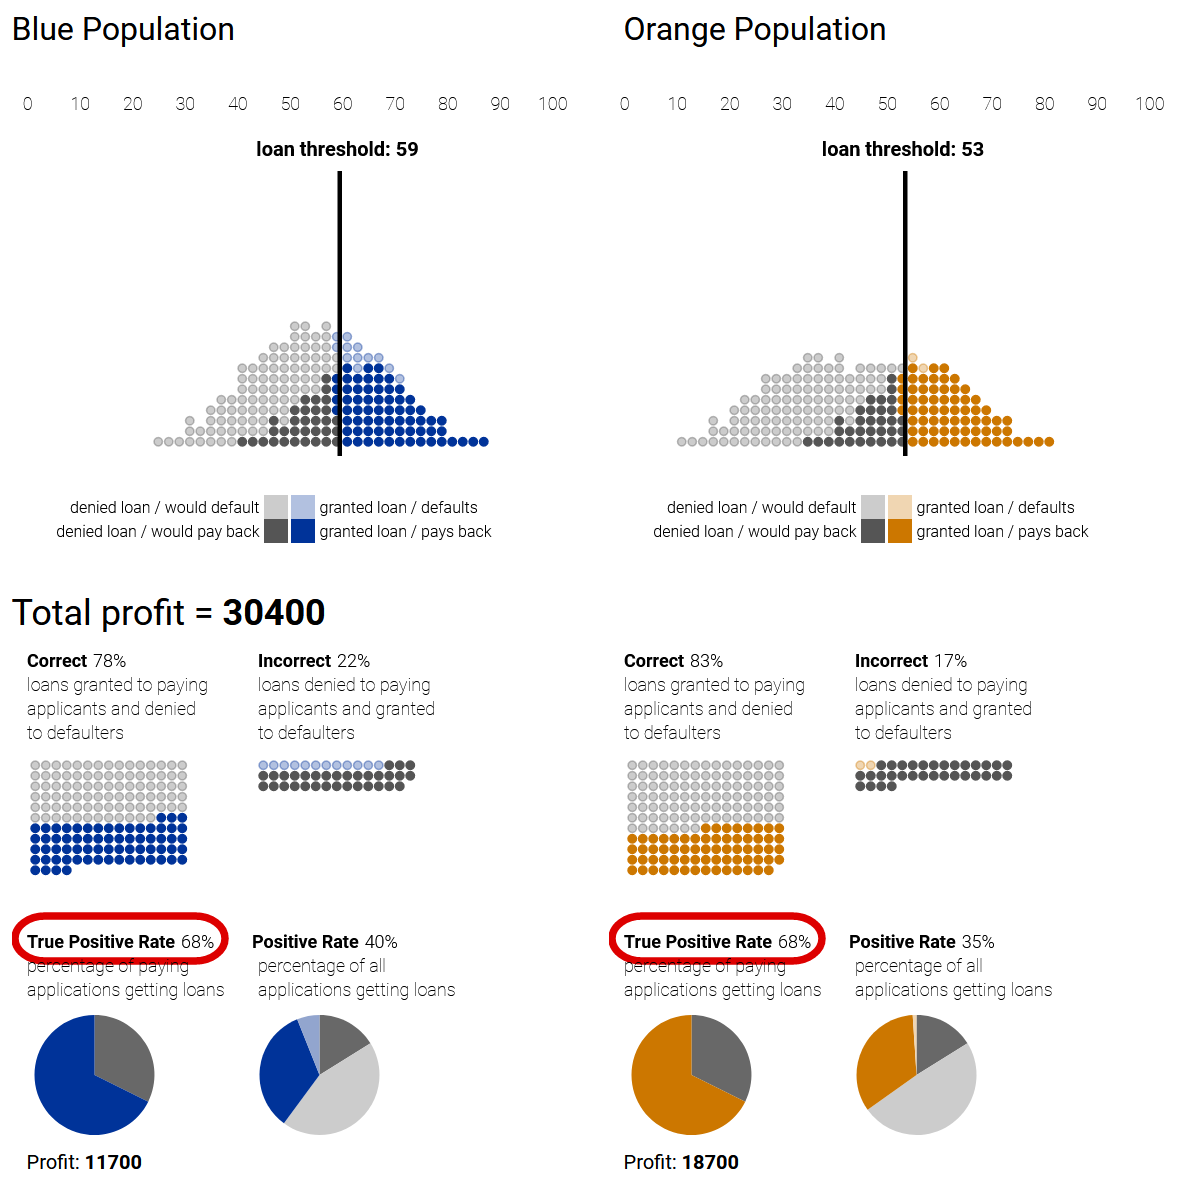 Blue Population
Orange Population
0 10 20 30 40 50 60 70 80 90 100
0 10 20 30 40 50 60 70 80 90 100
loan threshold: 59
loan threshold: 53
denied loan / would default
granted loan / defaults
denied loan / would pay back
granted loan / pays back
denied loan / would default
granted loan / defaults
denied loan / would pay back
granted loan / pays back
Total profit = 30400
Correct 78%
loans granted to paying
applicants and denied
to defaulters
Incorrect 22%
loans denied to paying
applicants and granted
to defaulters
Correct 83%
loans granted to paying
applicants and denied
to defaulters
Incorrect 17%
loans denied to paying
applicants and granted
to defaulters
True Positive Rate 68%
percentage of paying
applications getting loans
Positive Rate 40%
percentage of all
applications getting loans
True Positive Rate 68%
percentage of paying
applications getting loans
Positive Rate 35%
percentage of all
applications getting loans
Profit: 11700
Profit: 18700